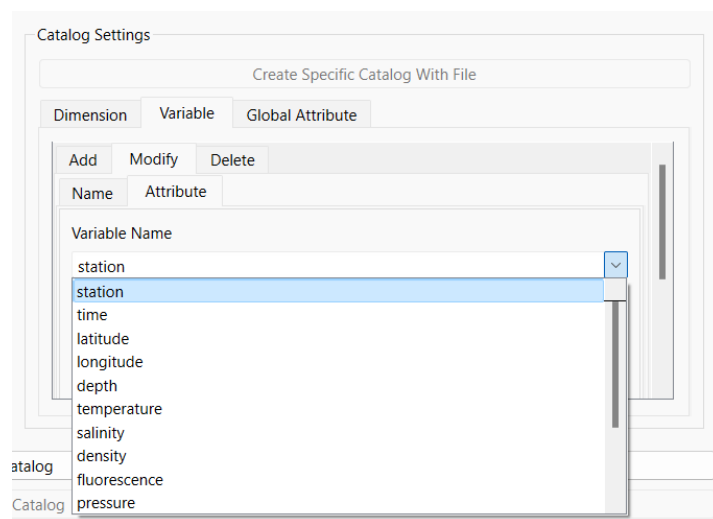 Catalog Settings
Create Specific Catalog With File
Dimension Variable Global Attribute
Add Modify Delete
Name Attribute
Variable Name
station
station
time
latitude
longitude
depth
temperature
salinity
density
fluorescence
atalog
Catalog pressure